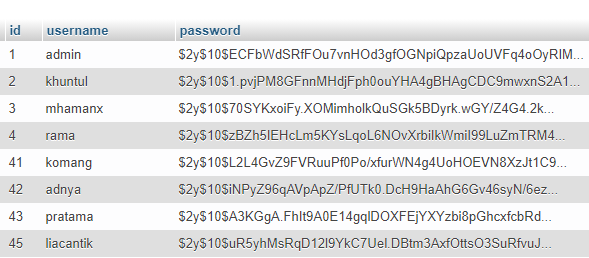 id username password
1 admin $2y$10$ECFbWdSRfFOu7vnHOd3gfOGNpiQpzaUoUVFq4oOyRlM...
2 khuntul $2y$10$1.pvjPM8GFnnMHdjFph0ouYHA4gBHAgCDC9mwxnS2A1...
3 mhamanx $2y$10$70SYKxoiFy.XOMimholkQuSGk5BDyrk.wGY/Z4G4.2k...
4 rama $2y$10$zBZh5IEHcLm5KYsLqoL6NOvXrbilkWmiI99LuZmTRM4...
41 komang $2y$10$L2L4GvZ9FVRuuPf0Po/xfurWN4g4UoHOEVN8XzJt1C9...
42 adnya $2y$10$iNPyZ96qAVpApZ/PfUTk0.DcH9HaAhG6Gv46syN/6ez...
43 pratama $2y$10$A3KGgA.FhIt9A0E14gqIDOXFEjYXYzbi8pGhcxfcbRd...
45 liacantik $2y$10$uR5yhMsRqD12l9YkC7UeI.DBtm3AxfOttsO3SuRfvuJ...